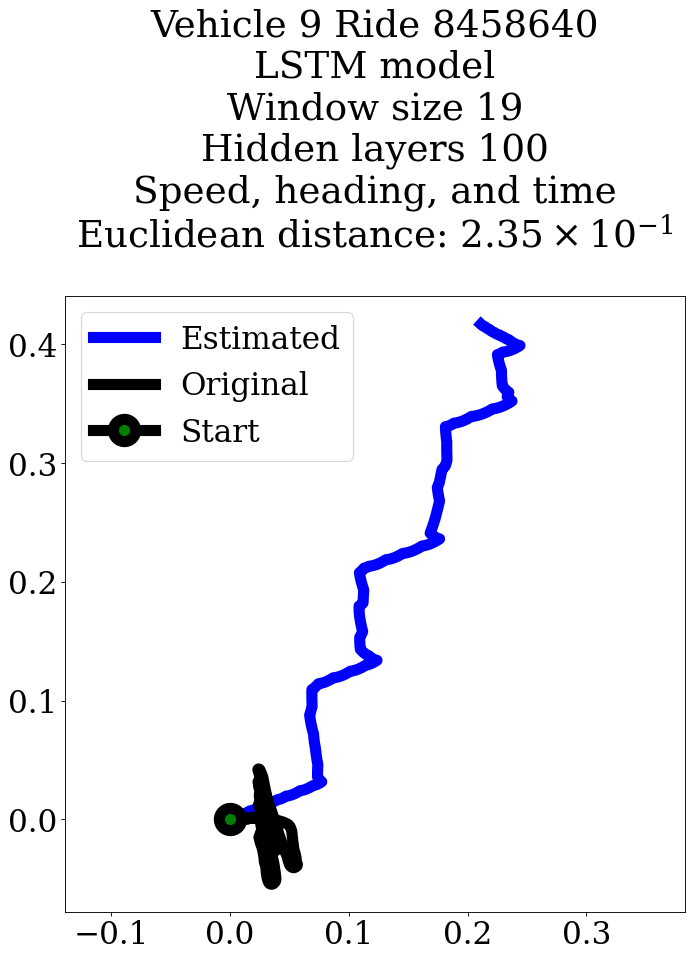 Vehicle 9 Ride 8458640
LSTM model
Window size 19
Hidden layers 100
Speed, heading, and time
Euclidean distance: 2.35 × 10⁻¹
Estimated
Original
Start
0.4
0.3
0.2
0.1
0.0
−0.1 0.0 0.1 0.2 0.3